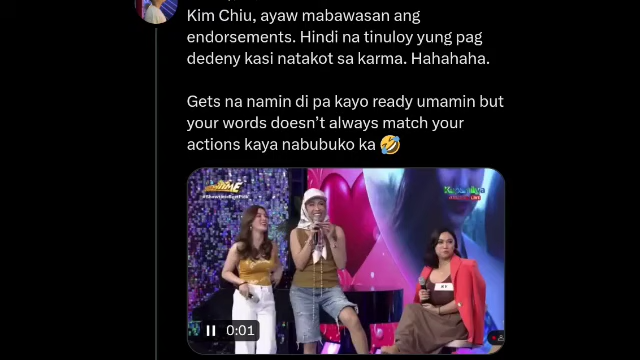 Kim Chiu, ayaw mabawasan ang
endorsements. Hindi na tinuloy yung pag
dedeny kasi natakot sa karma. Hahahaha.
Gets na namin di pa kayo ready umamin but
your words doesn't always match your
actions kaya nabubuko ka 🤣
0:01